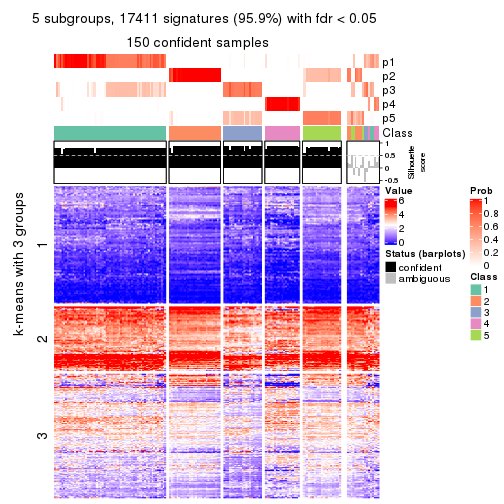 5 subgroups, 17411 signatures (95.9%) with fdr < 0.05
150 confident samples
p1
p2
p3
p4
p5
Class
1
0.5
0
-0.5
Silhouette
score
k-means with 3 groups
1
2
3
Value
6
4
2
0
Status (barplots)
confident
ambiguous
Prob
1
0.8
0.6
0.4
0.2
0
Class
1
2
3
4
5